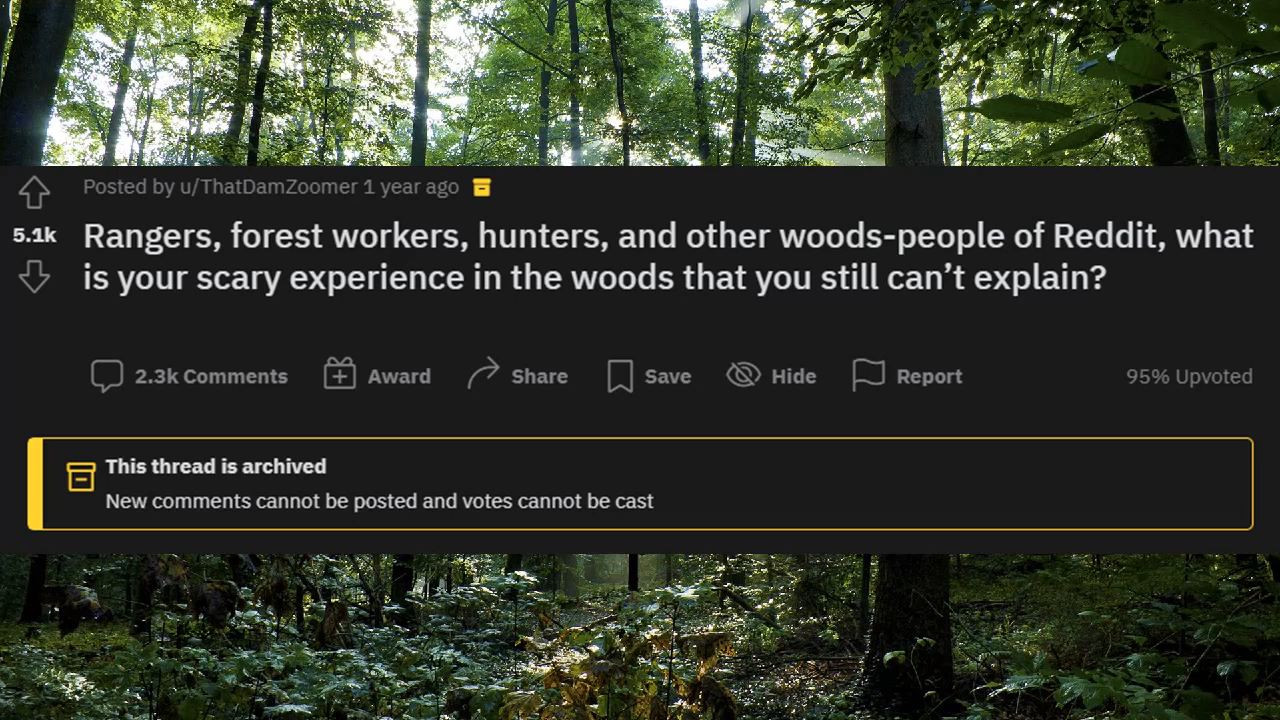 Posted by u/ThatDamZoomer 1 year ago
5.1k
Rangers, forest workers, hunters, and other woods-people of Reddit, what
is your scary experience in the woods that you still can’t explain?
2.3k Comments Award Share Save Hide Report 95% Upvoted
This thread is archived
New comments cannot be posted and votes cannot be cast